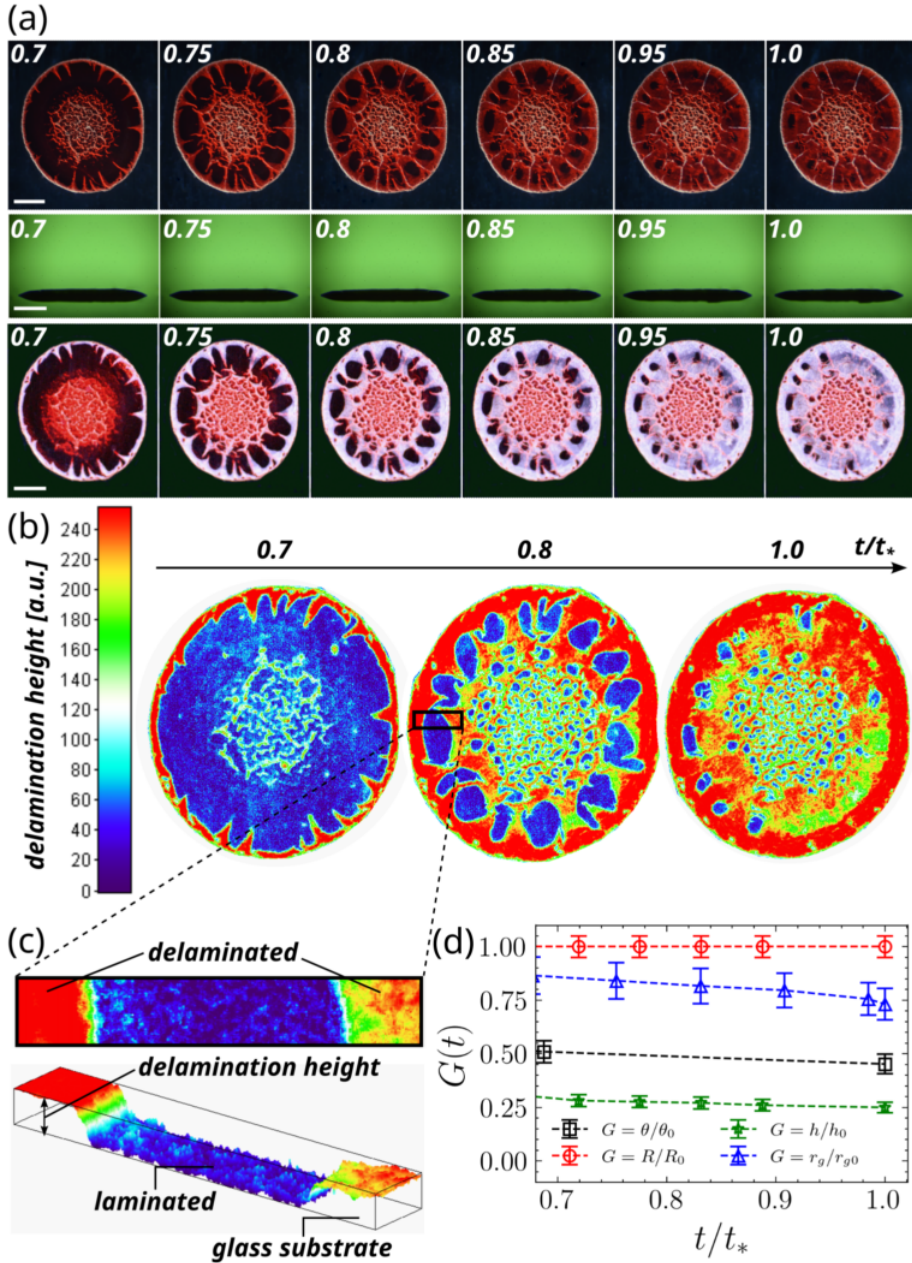 (a)
0.7 0.75 0.8 0.85 0.95 1.0
0.7 0.75 0.8 0.85 0.95 1.0
0.7 0.75 0.8 0.85 0.95 1.0
(b)
delamination height [a.u.]
240
220
200
180
160
140
120
100
80
60
40
20
0
0.7 0.8 1.0 t/t*
(c)
delaminated
delamination height
laminated
glass substrate
(d)
G(t)
1.00
0.75
0.50
0.25
0.00
G = θ/θ₀ G = h/h₀
G = R/R₀ G = r_g/r_g0
0.7 0.8 0.9 1.0
t/t*